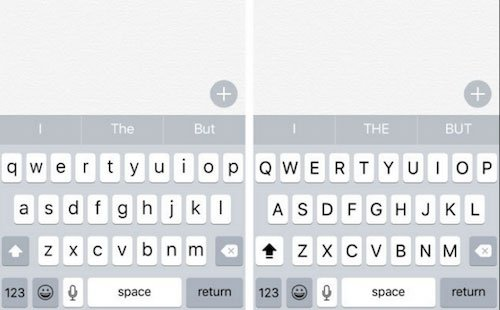 I The But
q w e r t y u i o p
a s d f g h j k l
z x c v b n m
123 space return
I THE BUT
Q W E R T Y U I O P
A S D F G H J K L
Z X C V B N M
123 space return